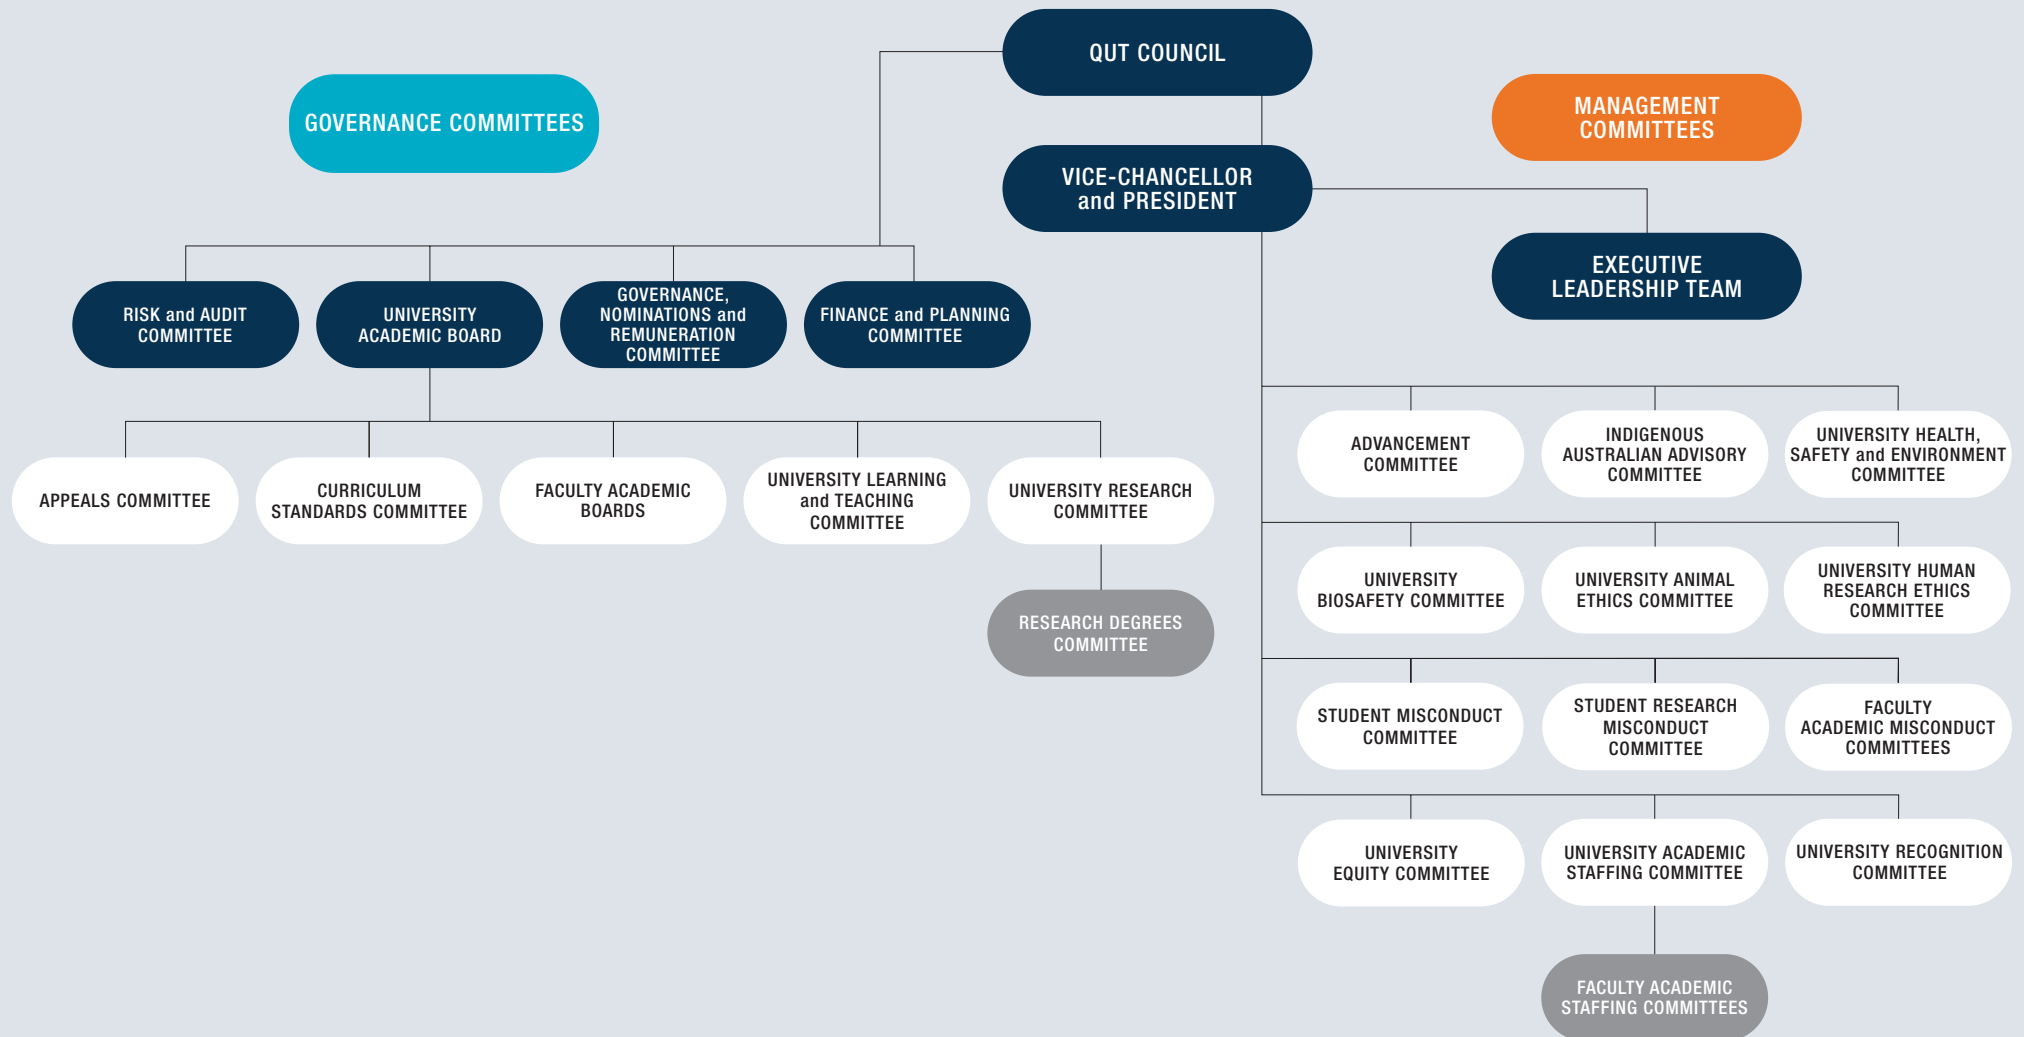 QUT COUNCIL
GOVERNANCE COMMITTEES
MANAGEMENT
COMMITTEES
VICE-CHANCELLOR
and PRESIDENT
EXECUTIVE
LEADERSHIP TEAM
RISK and AUDIT
COMMITTEE
UNIVERSITY
ACADEMIC BOARD
GOVERNANCE,
NOMINATIONS and
REMUNERATION
COMMITTEE
FINANCE and PLANNING
COMMITTEE
APPEALS COMMITTEE
CURRICULUM
STANDARDS COMMITTEE
FACULTY ACADEMIC
BOARDS
UNIVERSITY LEARNING
and TEACHING
COMMITTEE
UNIVERSITY RESEARCH
COMMITTEE
RESEARCH DEGREES
COMMITTEE
ADVANCEMENT
COMMITTEE
INDIGENOUS
AUSTRALIAN ADVISORY
COMMITTEE
UNIVERSITY HEALTH,
SAFETY and ENVIRONMENT
COMMITTEE
UNIVERSITY
BIOSAFETY COMMITTEE
UNIVERSITY ANIMAL
ETHICS COMMITTEE
UNIVERSITY HUMAN
RESEARCH ETHICS
COMMITTEE
STUDENT MISCONDUCT
COMMITTEE
STUDENT RESEARCH
MISCONDUCT
COMMITTEE
FACULTY
ACADEMIC MISCONDUCT
COMMITTEES
UNIVERSITY
EQUITY COMMITTEE
UNIVERSITY ACADEMIC
STAFFING COMMITTEE
UNIVERSITY RECOGNITION
COMMITTEE
FACULTY ACADEMIC
STAFFING COMMITTEES